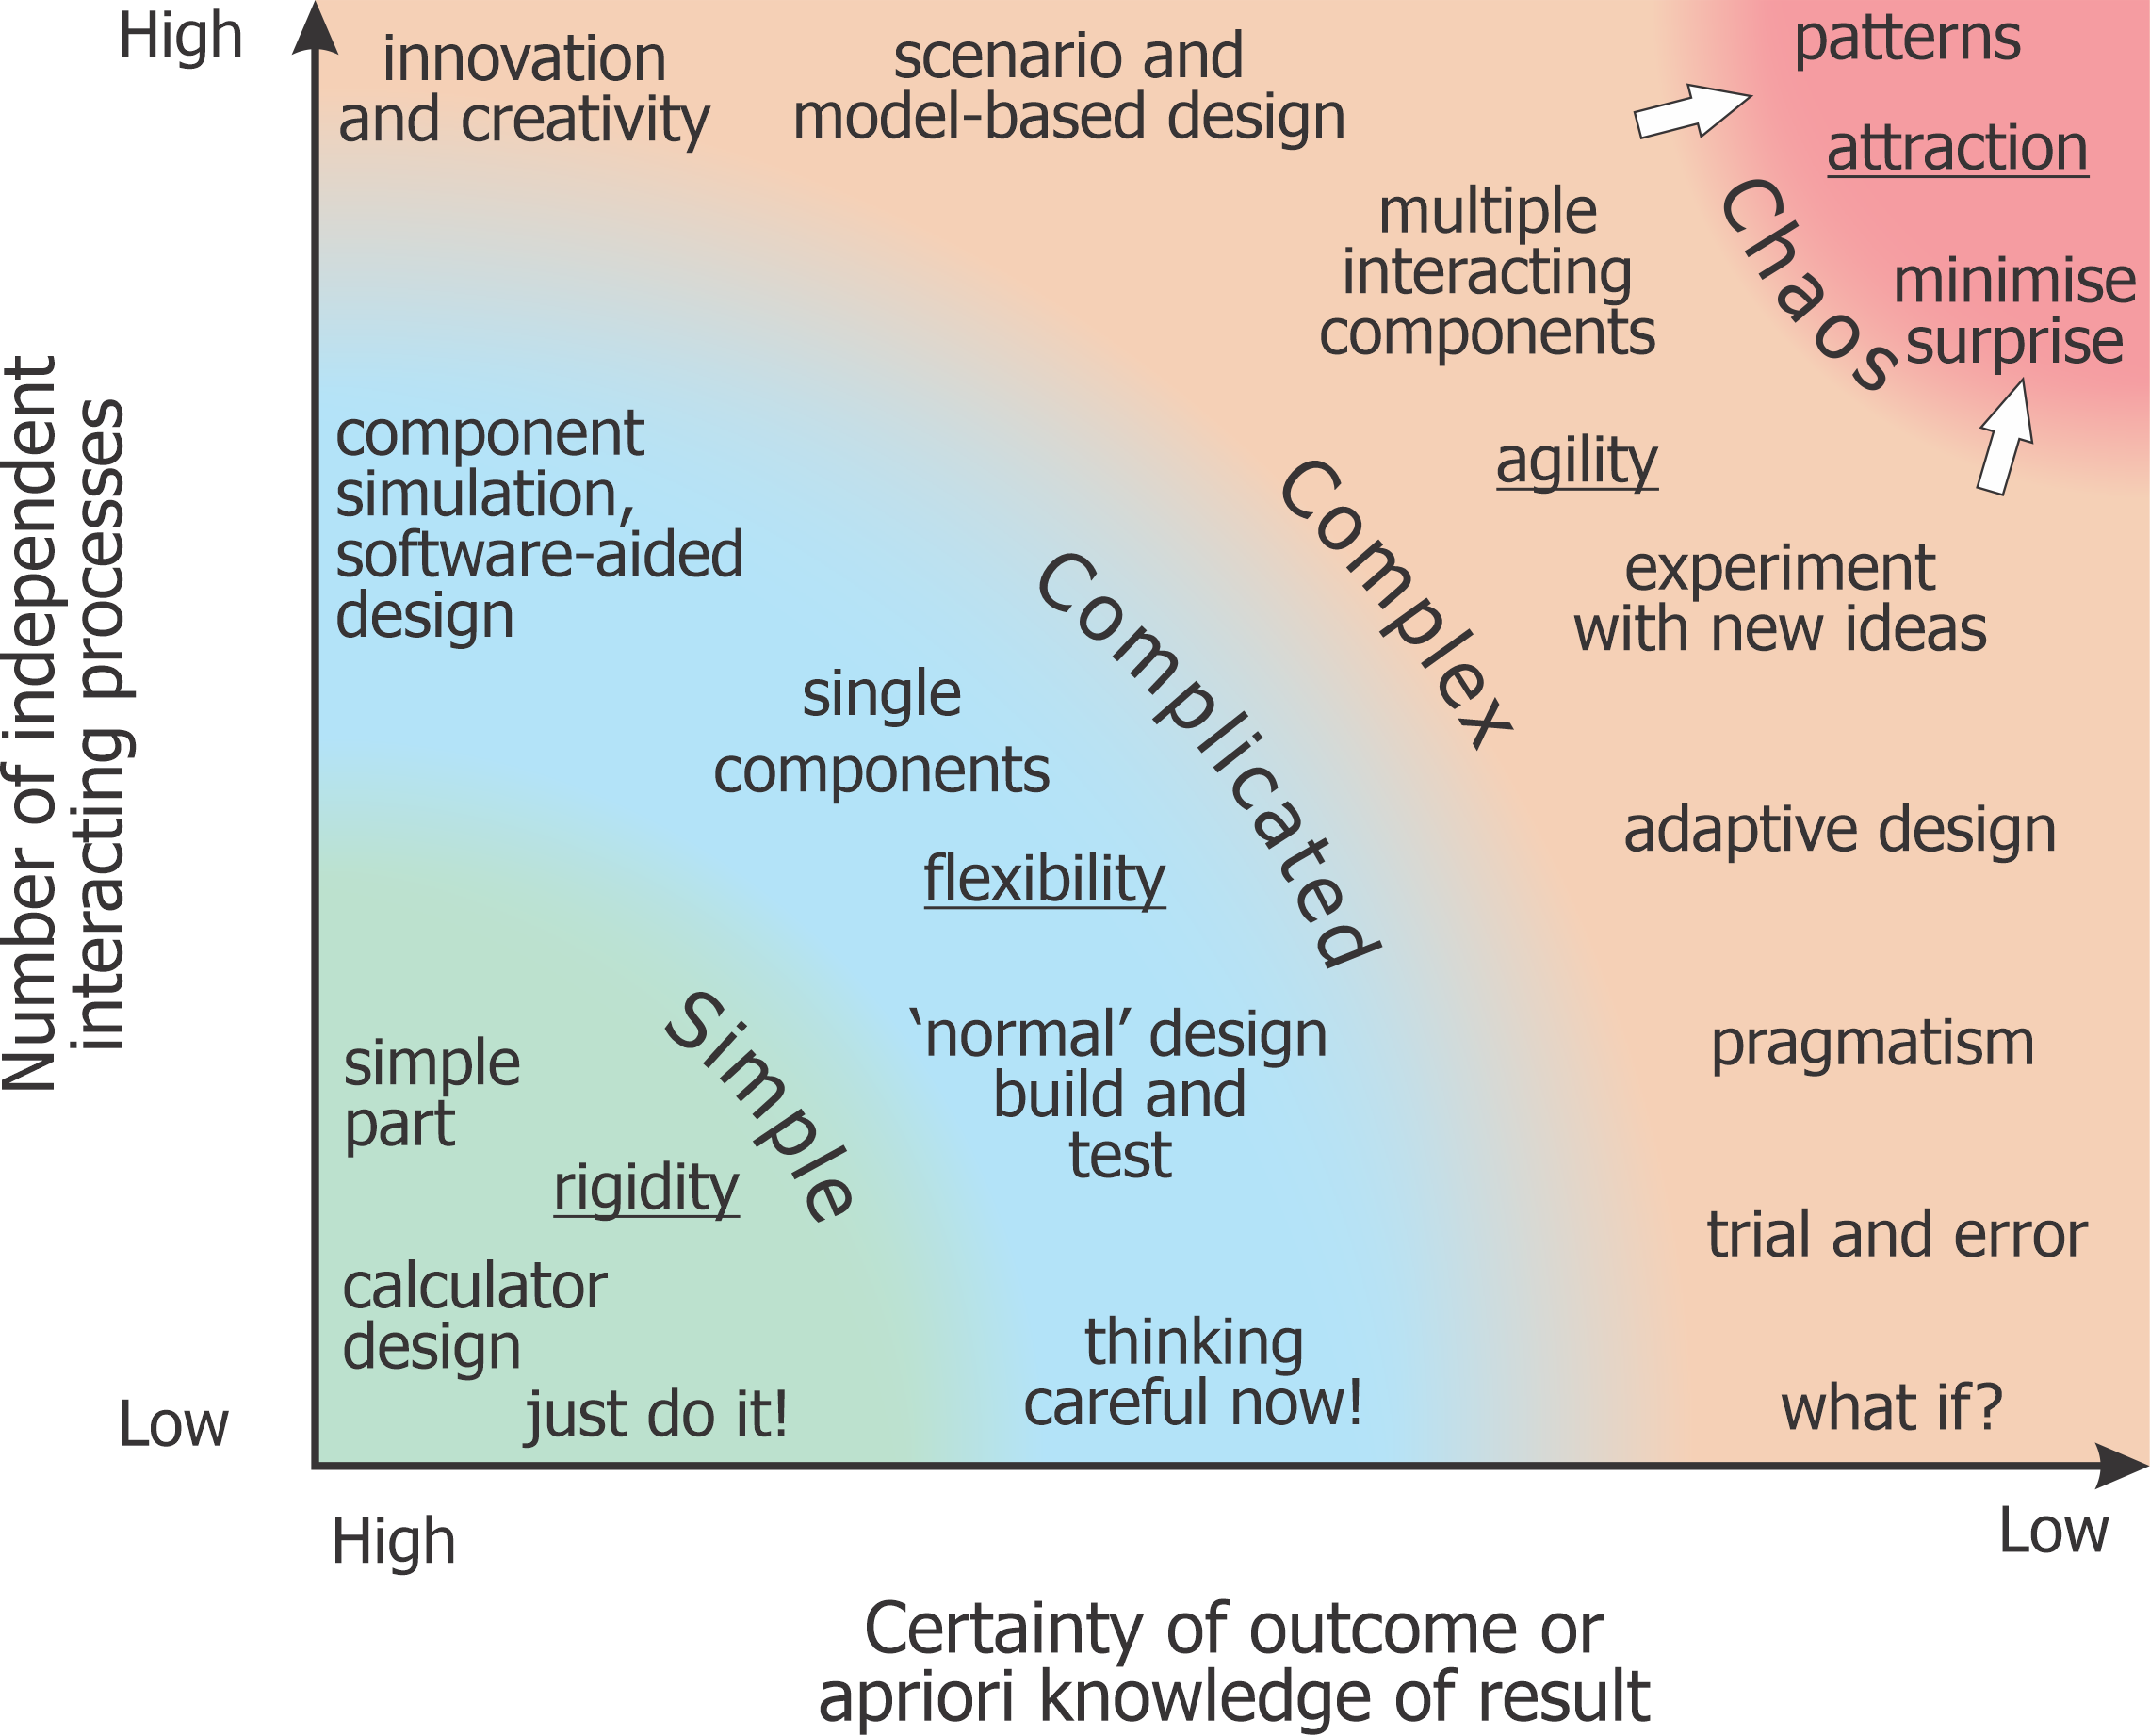 High
innovation
and creativity
scenario and
model-based design
patterns
attraction
Chaos
minimise
surprise
multiple
interacting
components
agility
Complex
experiment
with new ideas
Number of independent
interacting processes
component
simulation,
software-aided
design
single
components
Complicated
flexibility
adaptive design
Simple
simple
part
rigidity
‘normal’ design
build and
test
pragmatism
trial and error
calculator
design
just do it!
thinking
careful now!
what if?
Low
High
Low
Certainty of outcome or
apriori knowledge of result